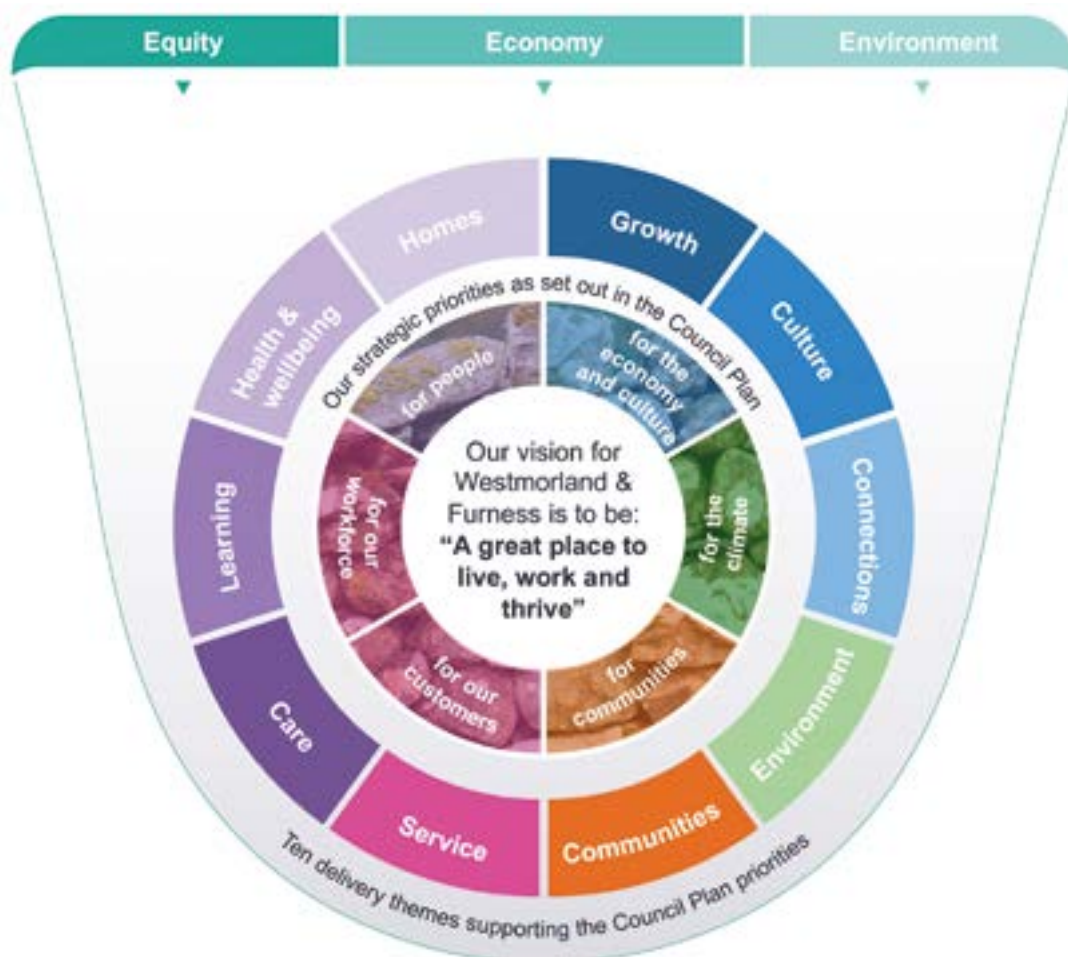 Equity
Economy
Environment
Homes
Growth
Culture
Connections
Environment
Communities
Service
Care
Learning
Health &
wellbeing
Our strategic priorities as set out in the Council Plan
for people
for the
economy
and culture
for the
climate
for
communities
for our
customers
for our
workforce
Our vision for
Westmorland &
Furness is to be:
“A great place to
live, work and
thrive”
Ten delivery themes supporting the Council Plan priorities